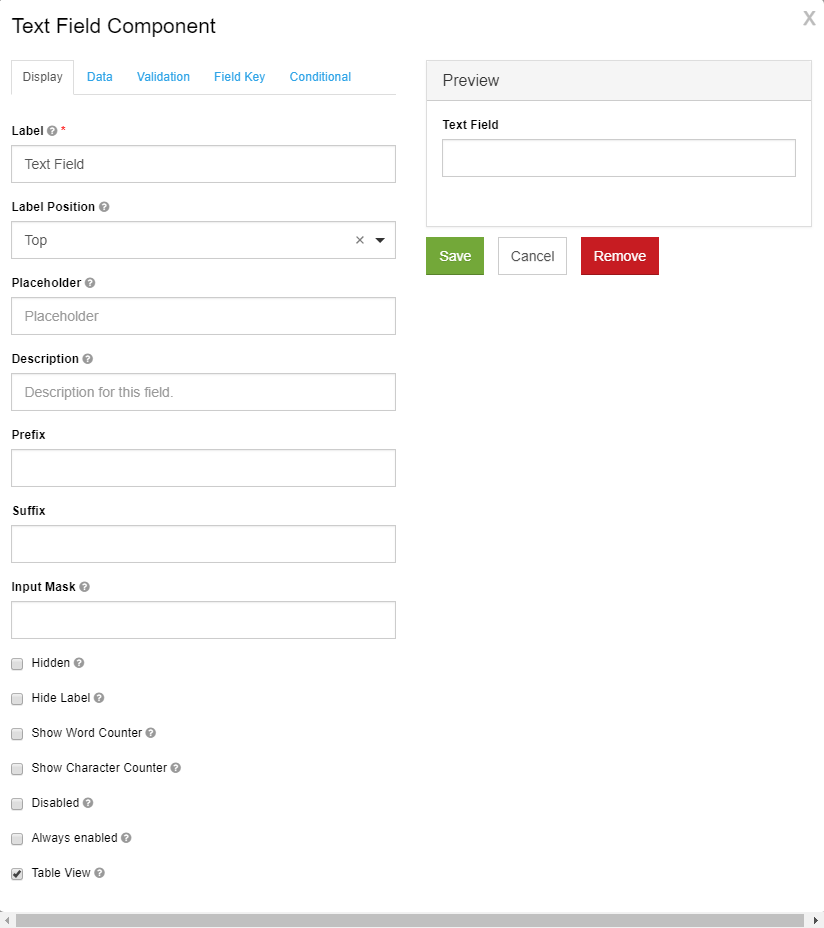 Text Field Component
X
Display Data Validation Field Key Conditional
Label ? *
Text Field
Label Position ?
Top ×
Placeholder ?
Placeholder
Description ?
Description for this field.
Prefix
Suffix
Input Mask ?
Hidden ?
Hide Label ?
Show Word Counter ?
Show Character Counter ?
Disabled ?
Always enabled ?
Table View ?
Preview
Text Field
Save Cancel Remove